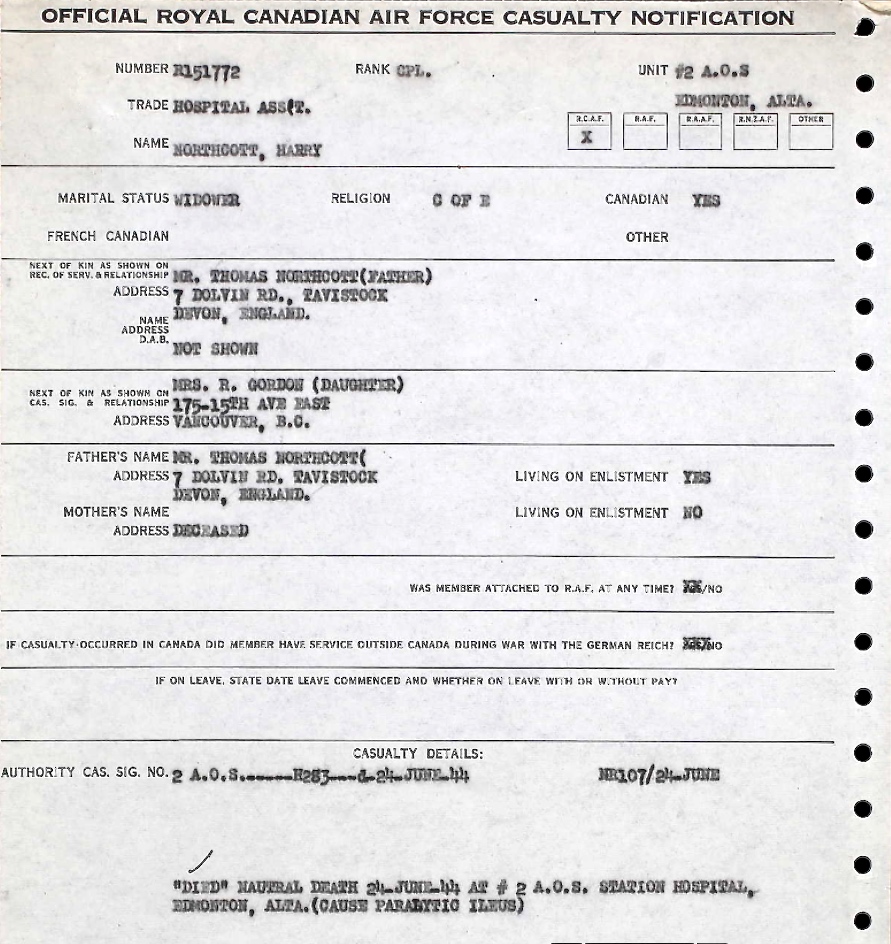 OFFICIAL ROYAL CANADIAN AIR FORCE CASUALTY NOTIFICATION
NUMBER R151772 RANK CPL. UNIT #2 A.O.S
TRADE HOSPITAL ASS(T. EDMONTON, ALTA.
R.C.A.F. R.A.F. R.A.A.F. R.N.Z.A.F. OTHER
X
NAME NORTHCOTT, HARRY
MARITAL STATUS WIDOWER RELIGION C OF E CANADIAN YES
FRENCH CANADIAN OTHER
NEXT OF KIN AS SHOWN ON
REC. OF SERV. & RELATIONSHIP MR. THOMAS NORTHCOTT(FATHER)
ADDRESS 7 DOLVIN RD., TAVISTOCK
DEVON, ENGLAND.
NAME
ADDRESS
D.A.B. NOT SHOWN
MRS. R. GORDON (DAUGHTER)
NEXT OF KIN AS SHOWN ON
CAS. SIG. & RELATIONSHIP 175-15TH AVE EAST
ADDRESS VANCOUVER, B.C.
FATHER'S NAME MR. THOMAS NORTHCOTT(
ADDRESS 7 DOLVIN RD. TAVISTOCK LIVING ON ENLISTMENT YES
DEVON, ENGLAND.
MOTHER'S NAME LIVING ON ENLISTMENT NO
ADDRESS DECEASED
WAS MEMBER ATTACHED TO R.A.F. AT ANY TIME? /NO
IF CASUALTY OCCURRED IN CANADA DID MEMBER HAVE SERVICE OUTSIDE CANADA DURING WAR WITH THE GERMAN REICH? /NO
IF ON LEAVE, STATE DATE LEAVE COMMENCED AND WHETHER ON LEAVE WITH OR WITHOUT PAY?
CASUALTY DETAILS:
AUTHORITY CAS. SIG. NO. 2 A.O.S.-----H283---d-24-JUNE-44 NR107/24-JUNE
"DIED" NAUTRAL DEATH 24-JUNE-44 AT # 2 A.O.S. STATION HOSPITAL,
EDMONTON, ALTA.(CAUSE PARALYTIC ILEUS)